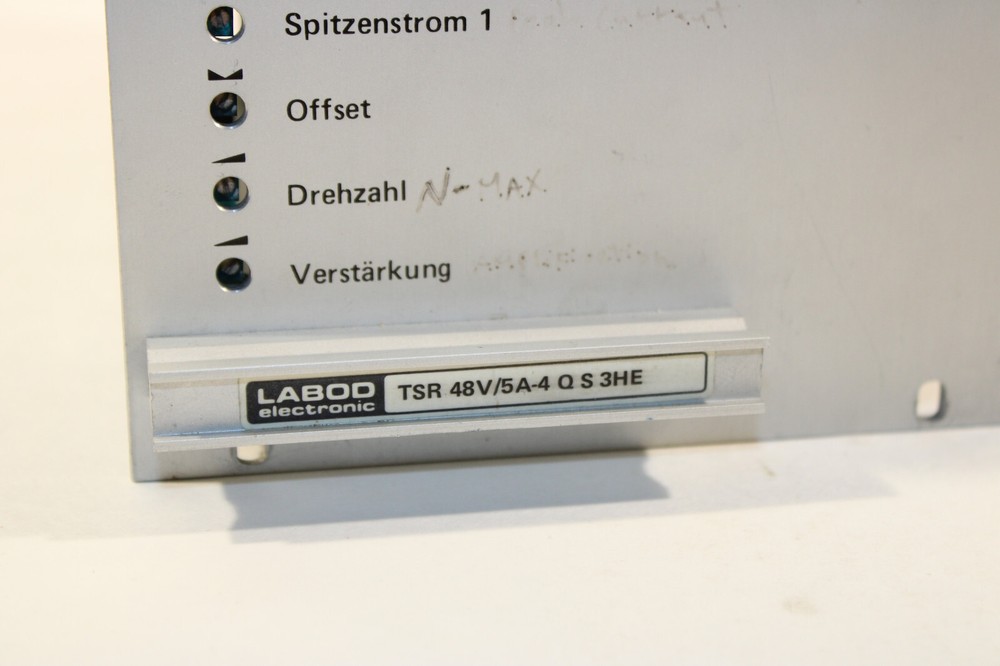 Spitzenstrom 1
Offset
Drehzahl N-MAX.
Verstärkung
LABOD electronic TSR 48V/5A-4 Q S 3HE